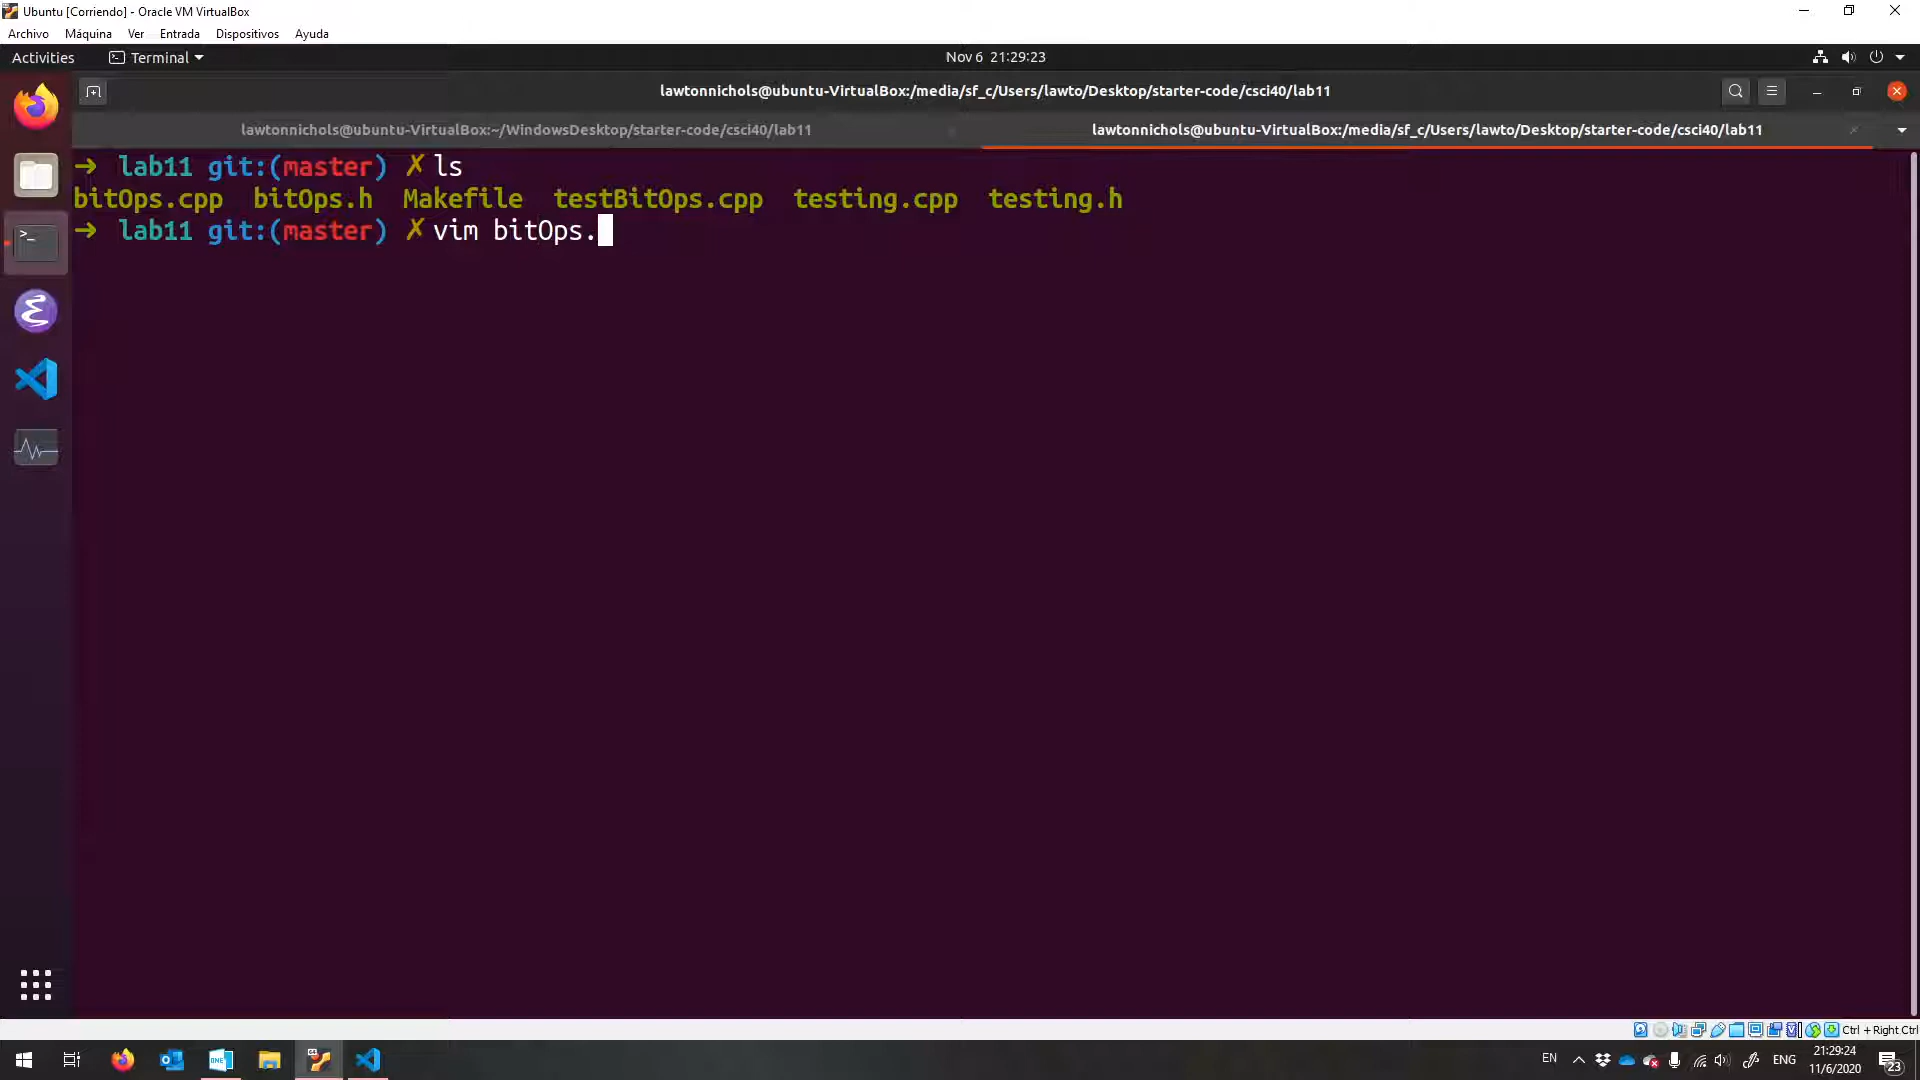 Ubuntu [Corriendo] - Oracle VM VirtualBox
Archivo Máquina Ver Entrada Dispositivos Ayuda
Activities Terminal Nov 6 21:29:23
lawtonnichols@ubuntu-VirtualBox:/media/sf_c/Users/lawto/Desktop/starter-code/csci40/lab11
lawtonnichols@ubuntu-VirtualBox:~/WindowsDesktop/starter-code/csci40/lab11 lawtonnichols@ubuntu-VirtualBox:/media/sf_c/Users/lawto/Desktop/starter-code/csci40/lab11
→ lab11 git:(master) ✗ ls
bitOps.cpp bitOps.h Makefile testBitOps.cpp testing.cpp testing.h
→ lab11 git:(master) ✗ vim bitOps.
Ctrl + Right Ctrl
EN ENG 21:29:24
11/6/2020 23